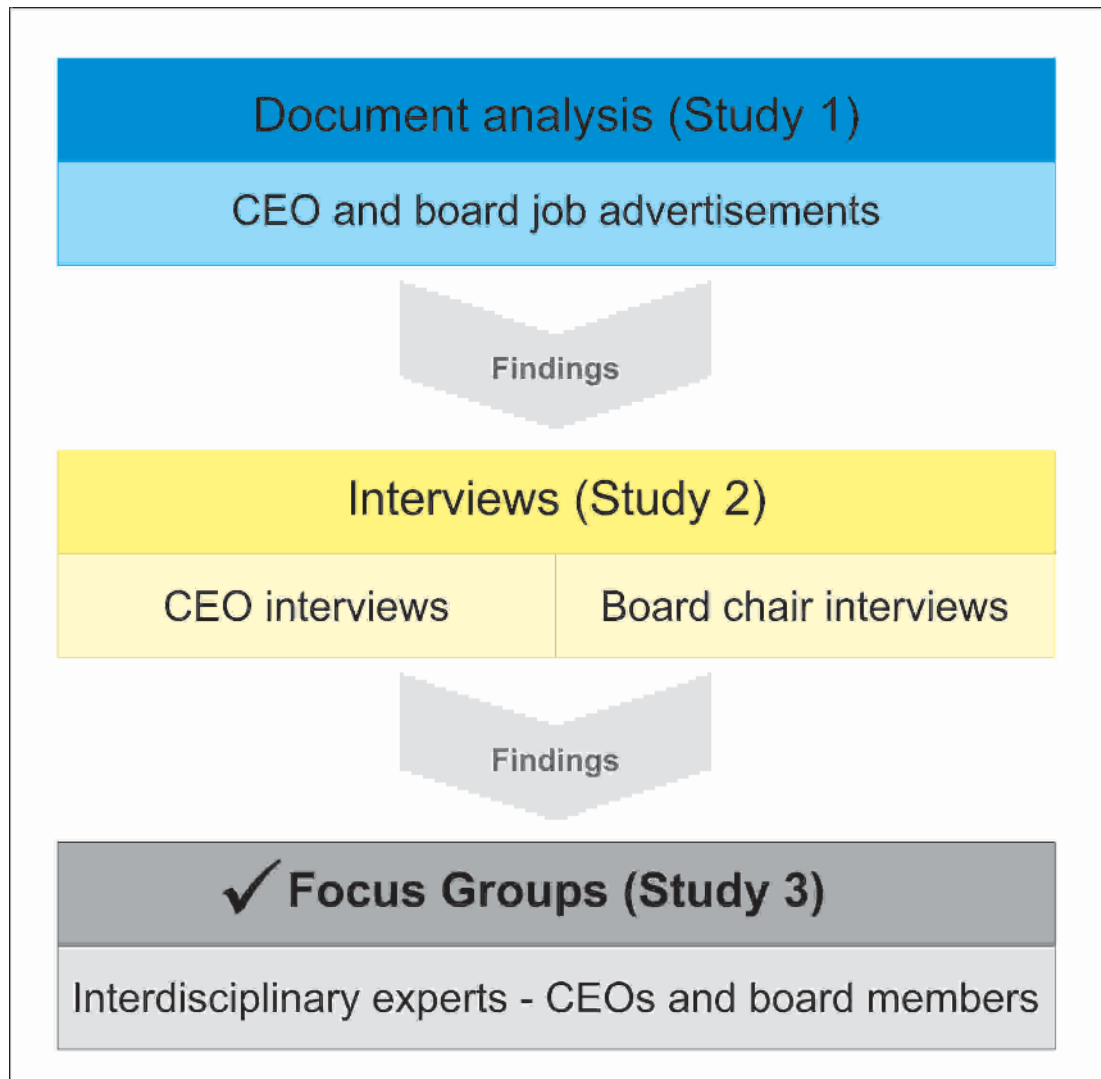 Document analysis (Study 1)
CEO and board job advertisements
Findings
Interviews (Study 2)
CEO interviews
Board chair interviews
Findings
✓ Focus Groups (Study 3)
Interdisciplinary experts - CEOs and board members